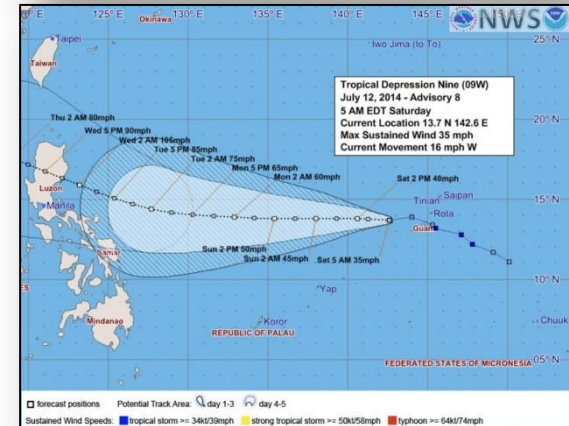 125°E
130°E
135°E
140°E
145°E
NWS
Okinawa
25°N
Taipei
Iwo Jima (Io To)
Taiwan
Tropical Depression Nine (09W)
July 12, 2014 - Advisory 8
5 AM EDT Saturday
Current Location 13.7 N 142.6 E
Max Sustained Wind 35 mph
Current Movement 16 mph W
20°N
Thu 2 AM 80mph
Wed 5 PM 90mph
Wed 2 AM 105mph
Tue 5 PM 85mph
Tue 2 AM 75mph
Mon 5 PM 65mph
Mon 2 AM 60mph
Sat 2 PM 40mph
Luzon
Saipan
Tinian
15°N
Manila
Rota
Guam
Sun 2 PM 50mph
Samar
Sun 2 AM 45mph
Sat 5 AM 35mph
10°N
Yap
Mindanao
Koror
Chuuk
REPUBLIC OF PALAU
FEDERATED STATES OF MICRONESIA
05°N
forecast positions Potential Track Area: day 1-3 day 4-5
Sustained Wind Speeds: tropical storm >= 34kt/39mph strong tropical storm >= 50kt/58mph typhoon >= 64kt/74mph